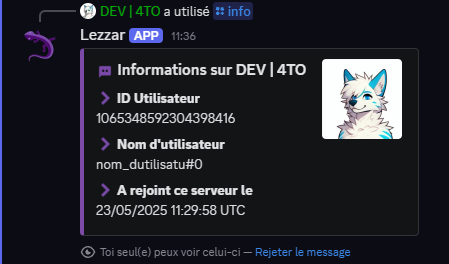 DEV | 4TO a utilisé info
Lezzar APP 11:36
Informations sur DEV | 4TO
ID Utilisateur
1065348592304398416
Nom d'utilisateur
nom_dutilisatu#0
A rejoint ce serveur le
23/05/2025 11:29:58 UTC
Toi seul(e) peux voir celui-ci — Rejeter le message